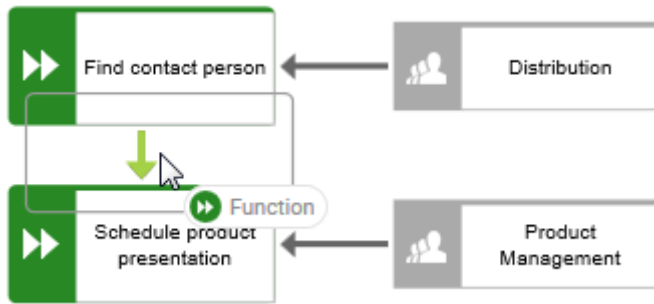 Find contact person
Distribution
Function
Schedule product
presentation
Product
Management